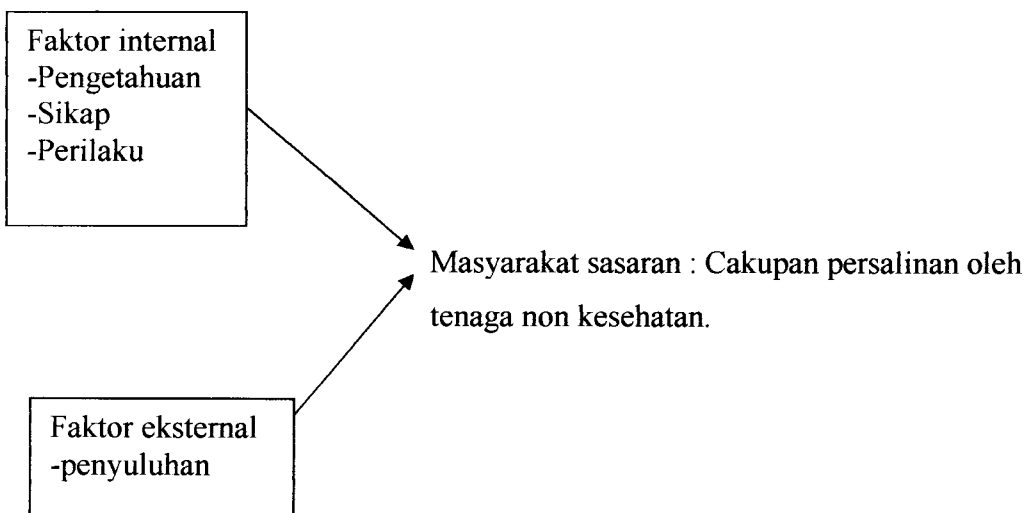 Faktor internal
-Pengetahuan
-Sikap
-Perilaku
Masyarakat sasaran : Cakupan persalinan oleh
tenaga non kesehatan.
Faktor eksternal
-penyuluhan